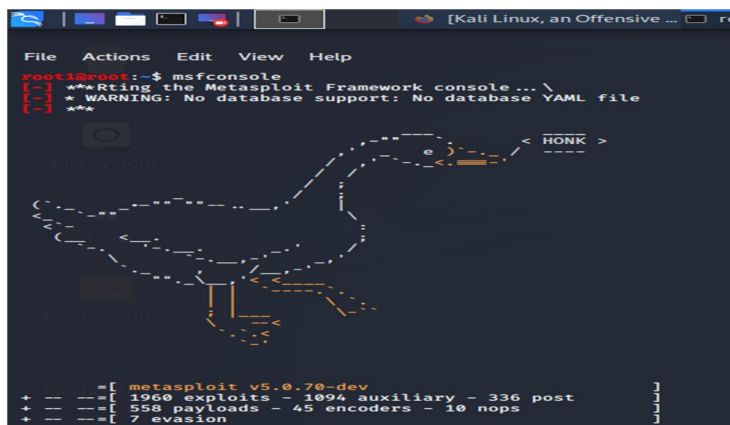 [Kali Linux, an Offensive ...
File Actions Edit View Help
root1@root:~$ msfconsole
[-] ***Rting the Metasploit Framework console...\
[-] * WARNING: No database support: No database YAML file
[-] ***
< HONK >
=[ metasploit v5.0.70-dev ]
+ -- --=[ 1960 exploits - 1094 auxiliary - 336 post ]
+ -- --=[ 558 payloads - 45 encoders - 10 nops ]
+ -- --=[ 7 evasion ]